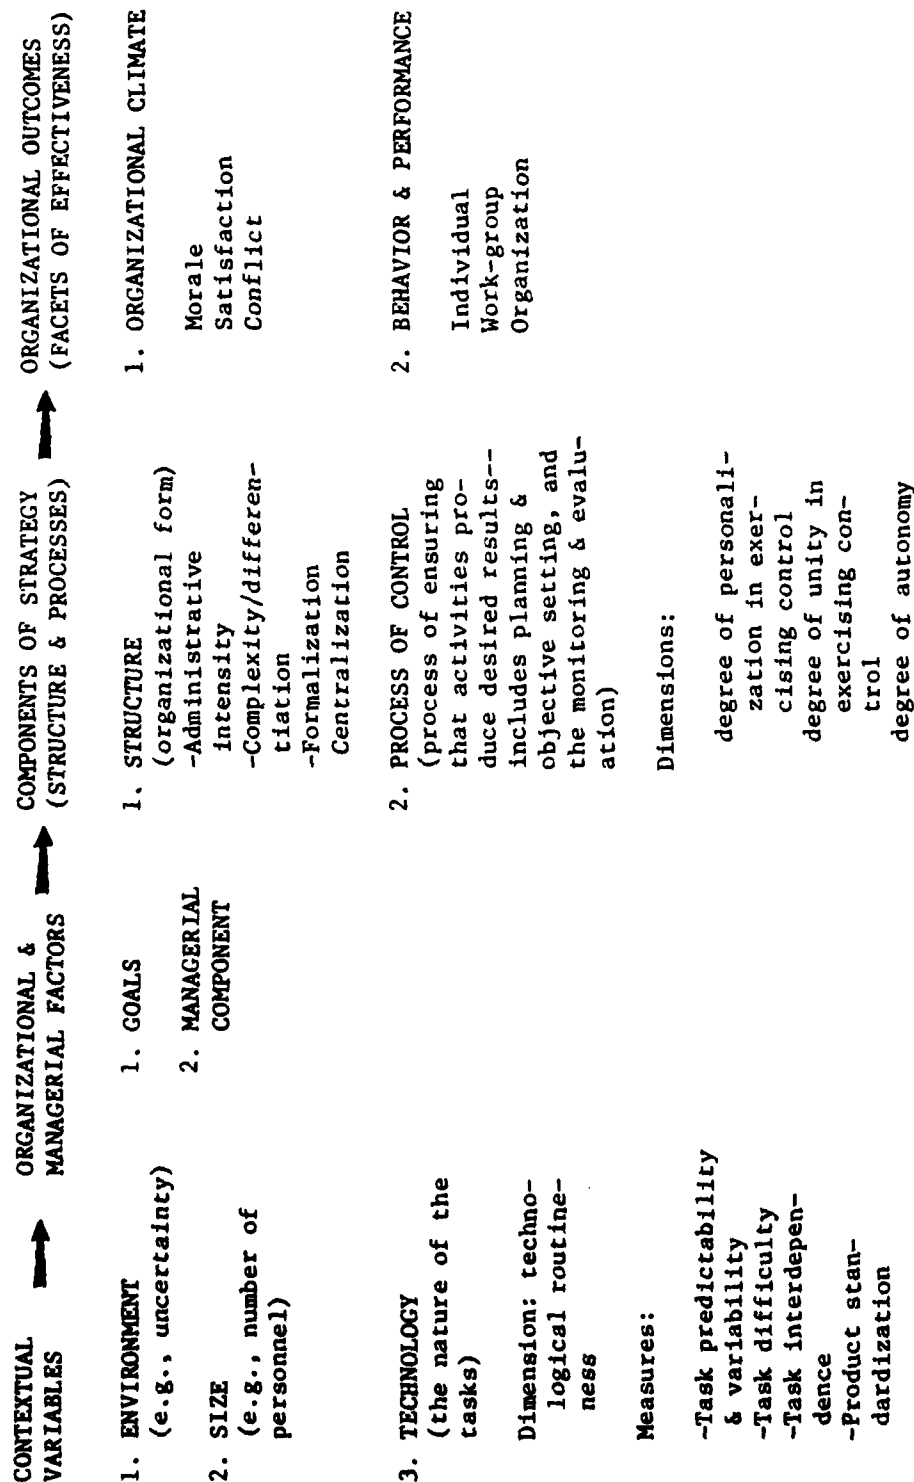 CONTEXTUAL
VARIABLES
1. ENVIRONMENT
(e.g., uncertainty)
2. SIZE
(e.g., number of
personnel)
3. TECHNOLOGY
(the nature of the
tasks)
Dimension: techno-
logical routine-
ness
Measures:
-Task predictability
& variability
-Task difficulty
-Task interdepen-
dence
-Product stan-
dardization
ORGANIZATIONAL &
MANAGERIAL FACTORS
1. GOALS
2. MANAGERIAL
COMPONENT
COMPONENTS OF STRATEGY
(STRUCTURE & PROCESSES)
1. STRUCTURE
(organizational form)
-Administrative
intensity
-Complexity/differen-
tiation
-Formalization
Centralization
2. PROCESS OF CONTROL
(process of ensuring
that activities pro-
duce desired results--
includes planning &
objective setting, and
the monitoring & evalu-
ation)
Dimensions:
degree of personali-
zation in exer-
cising control
degree of unity in
exercising con-
trol
degree of autonomy
ORGANIZATIONAL OUTCOMES
(FACETS OF EFFECTIVENESS)
1. ORGANIZATIONAL CLIMATE
Morale
Satisfaction
Conflict
2. BEHAVIOR & PERFORMANCE
Individual
Work-group
Organization